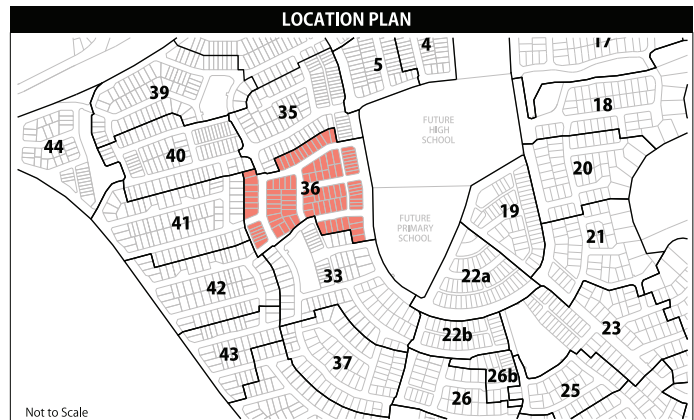 LOCATION PLAN
4
17
5
39
18
35
FUTURE
HIGH
SCHOOL
44
40
20
36
19
41
FUTURE
PRIMARY
SCHOOL
21
33
22a
42
23
22b
43
37
26b
25
26
Not to Scale